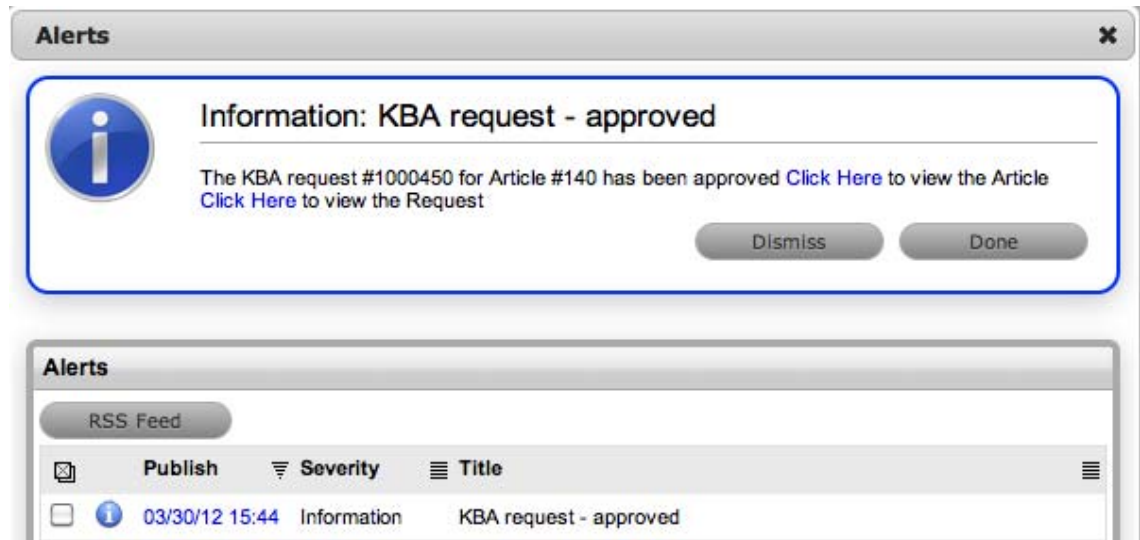 Alerts
Information: KBA request - approved
The KBA request #1000450 for Article #140 has been approved Click Here to view the Article
Click Here to view the Request
Dismiss Done
Alerts
RSS Feed
Publish Severity Title
03/30/12 15:44 Information KBA request - approved